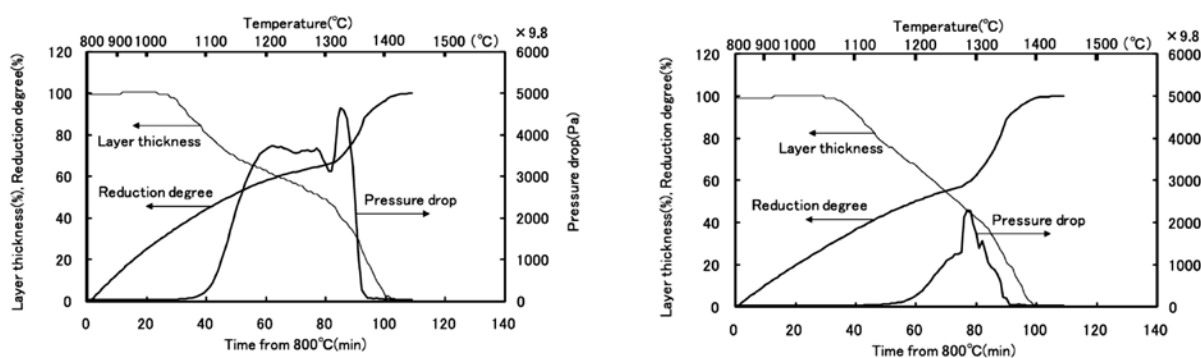 Temperature(℃)
800 900 1000 1100 1200 1300 1400 1500 (℃)
× 9.8
Layer thickness(%), Reduction degree(%)
120
100
80
60
40
20
0
6000
5000
4000
3000
2000
1000
0
Pressure drop(Pa)
Layer thickness
Reduction degree
Pressure drop
0 20 40 60 80 100 120 140
Time from 800℃(min)
Temperature(℃)
800 900 1000 1100 1200 1300 1400 1500 (℃)
× 9.8
Layer thickness(%), Reduction degree(%)
120
100
80
60
40
20
0
6000
5000
4000
3000
2000
1000
0
Layer thickness
Reduction degree
Pressure drop
0 20 40 60 80 100 120 140
Time from 800℃(min)